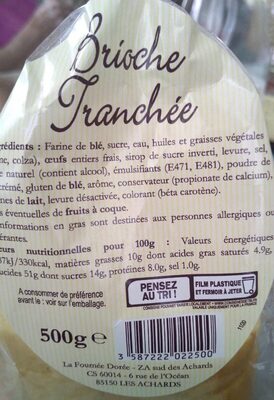 Brioche
Tranchée
rédients : Farine de blé, sucre, eau, huiles et graisses végétales
ne, colza), œufs entiers frais, sirop de sucre inverti, levure, sel,
e naturel (contient alcool), émulsifiants (E471, E481), poudre de
crémé, gluten de blé, arôme, conservateur (propionate de calcium),
nes de lait, levure désactivée, colorant (béta carotène).
s éventuelles de fruits à coque.
nformations en gras sont destinées aux personnes allergiques ou
érantes.
eurs nutritionnelles pour 100g : Valeurs énergétiques
kj/330kcal, matières grasses 10g dont acides gras saturés 4.9g,
ucides 51g dont sucres 14g, protéines 8.0g, sel 1.0g.
A consommer de préférence
avant le : voir sur l'emballage.
PENSEZ
AU TRI !
FILM PLASTIQUE
ET FERMOIR À JETER
500g e
3 587222 022500
La Fournée Dorée - ZA sud des Achards
CS 60014 - 6 rue de l'Océan
85150 LES ACHARDS